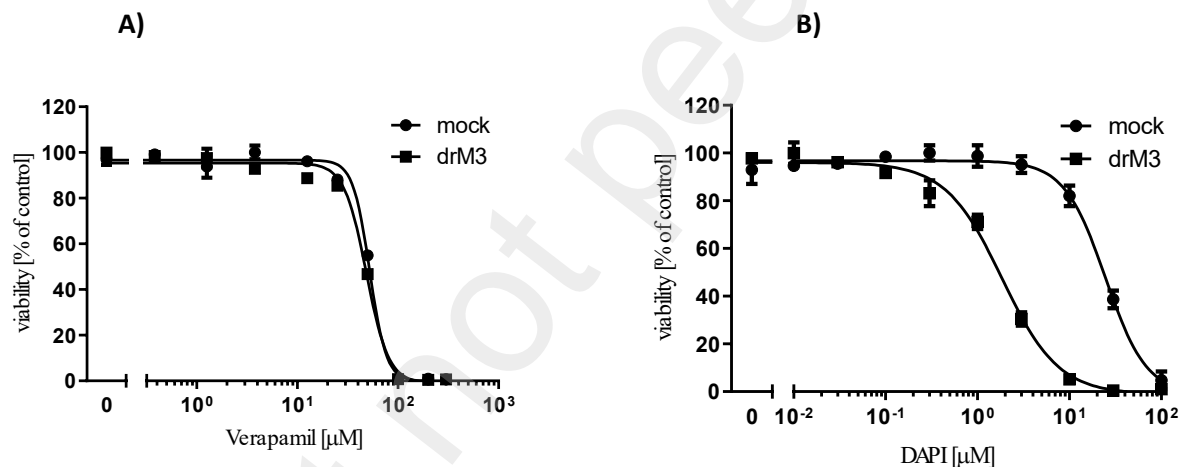 A)
B)
120
100
80
60
40
20
0
viability [% of control]
mock
drM3
0
10⁰
10¹
10²
10³
Verapamil [μM]
120
100
80
60
40
20
0
viability [% of control]
mock
drM3
0
10⁻²
10⁻¹
10⁰
10¹
10²
DAPI [μM]
not pee